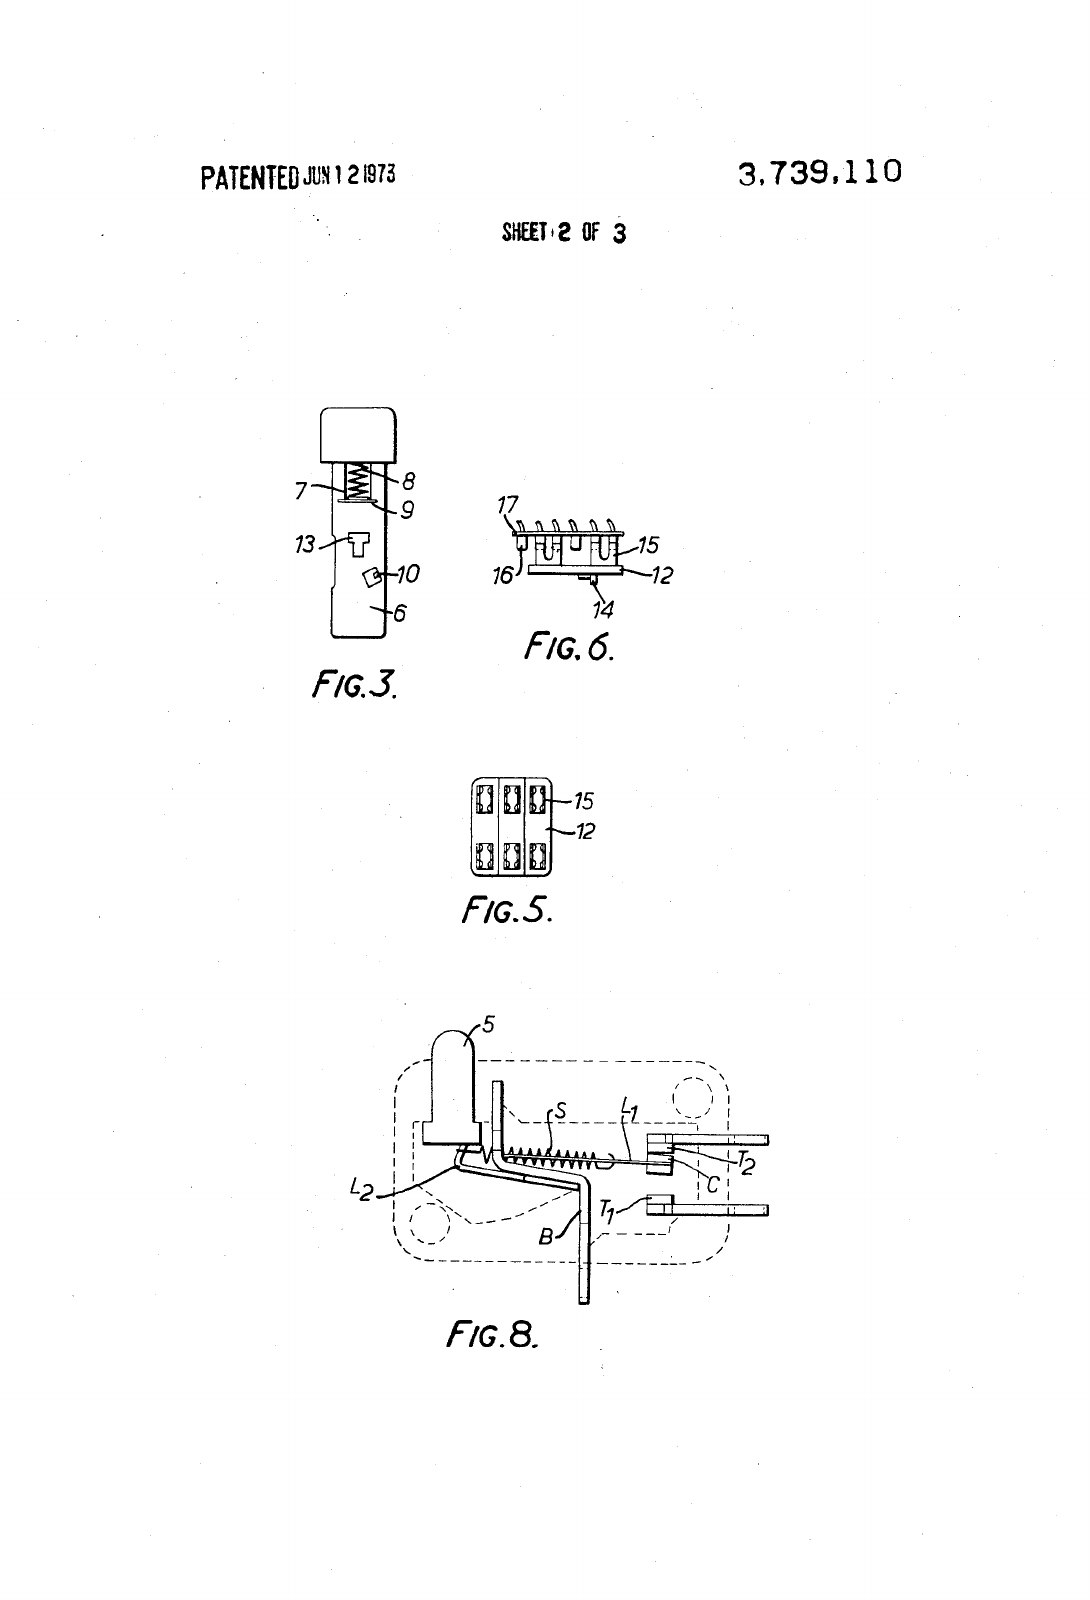 PATENTED JUN 12 1973
3,739,110
SHEET 2 OF 3
8
7
9
13
10
6
FIG.3.
17
15
16
12
14
FIG.6.
15
12
FIG.5.
5
S
L1
T2
C
L2
T1
B
FIG.8.